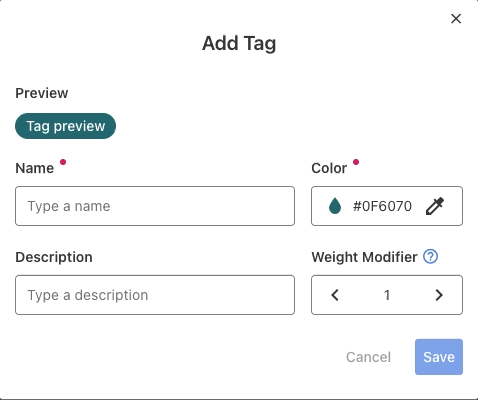 Add Tag
Preview
Tag preview
Name
Color
Type a name
#0F6070
Description
Weight Modifier ?
Type a description
1
Cancel
Save